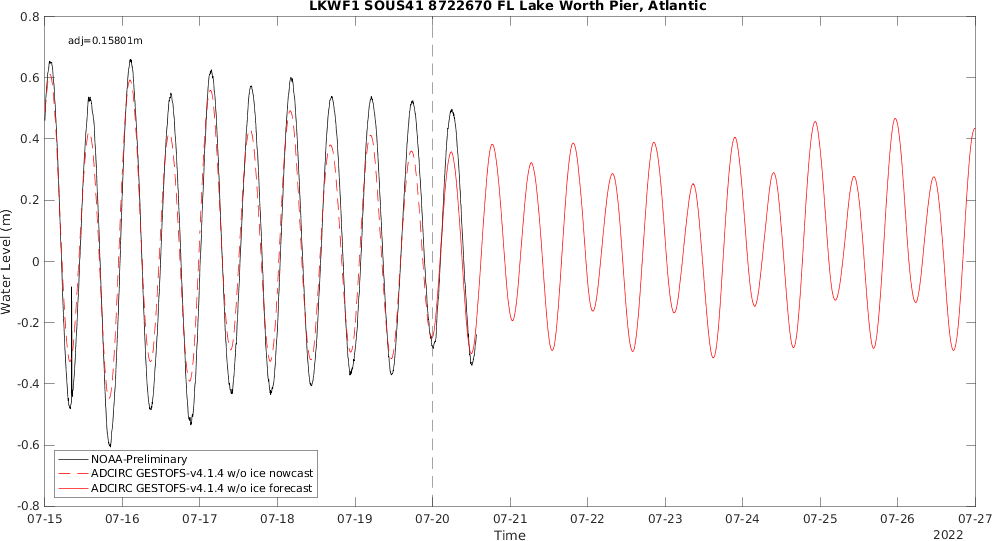 LKWF1 SOUS41 8722670 FL Lake Worth Pier, Atlantic
adj=0.15801m
0.8
0.6
0.4
0.2
0
-0.2
-0.4
-0.6
-0.8
Water Level (m)
NOAA-Preliminary
ADCIRC GESTOFS-v4.1.4 w/o ice nowcast
ADCIRC GESTOFS-v4.1.4 w/o ice forecast
07-15 07-16 07-17 07-18 07-19 07-20 07-21 07-22 07-23 07-24 07-25 07-26 07-27
Time
2022